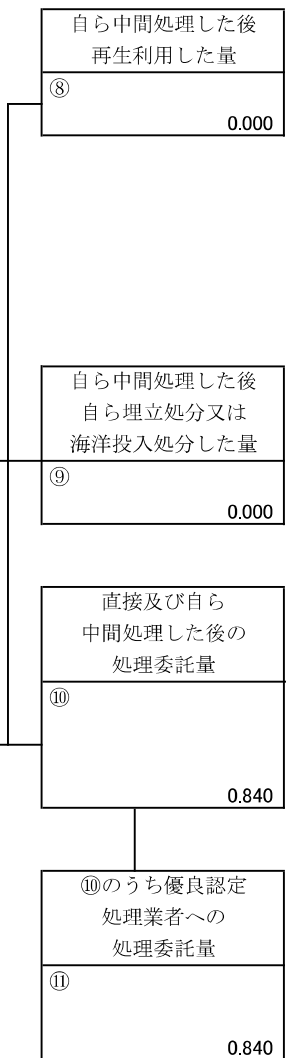 自ら中間処理した後
再生利用した量
⑧
0.000
自ら中間処理した後
自ら埋立処分又は
海洋投入処分した量
⑨
0.000
直接及び自ら
中間処理した後の
処理委託量
⑩
0.840
⑩のうち優良認定
処理業者への
処理委託量
⑪
0.840